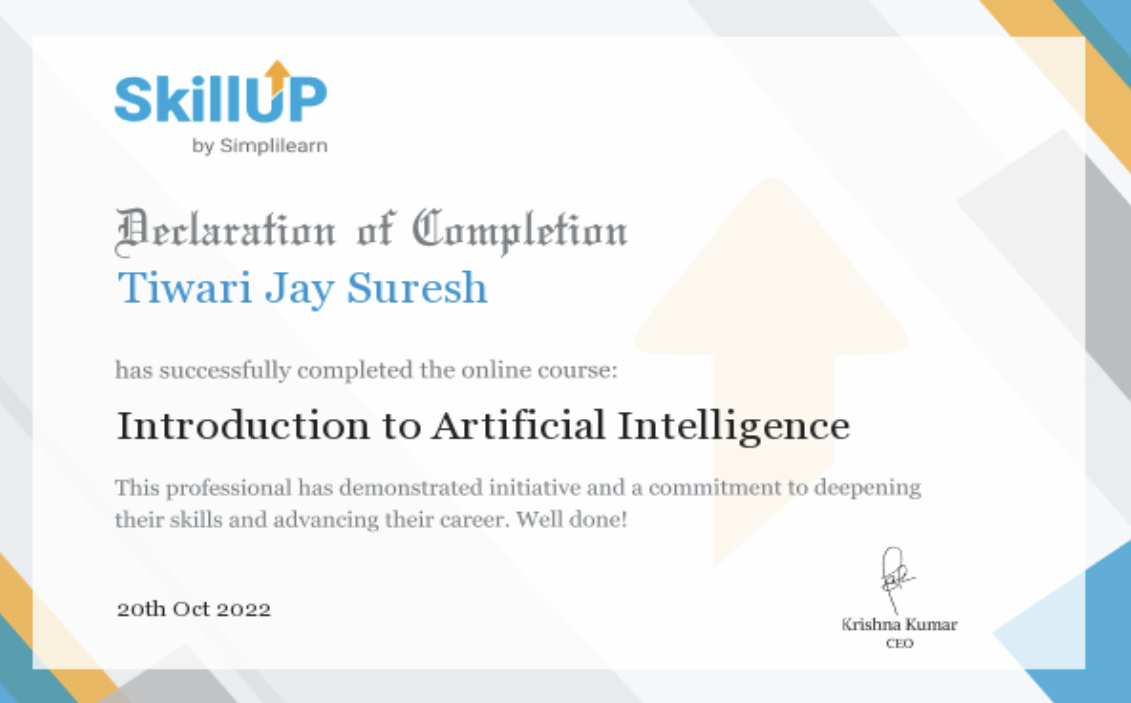 SkillUP
by Simplilearn
Declaration of Completion
Tiwari Jay Suresh
has successfully completed the online course:
Introduction to Artificial Intelligence
This professional has demonstrated initiative and a commitment to deepening
their skills and advancing their career. Well done!
20th Oct 2022
Krishna Kumar
CEO